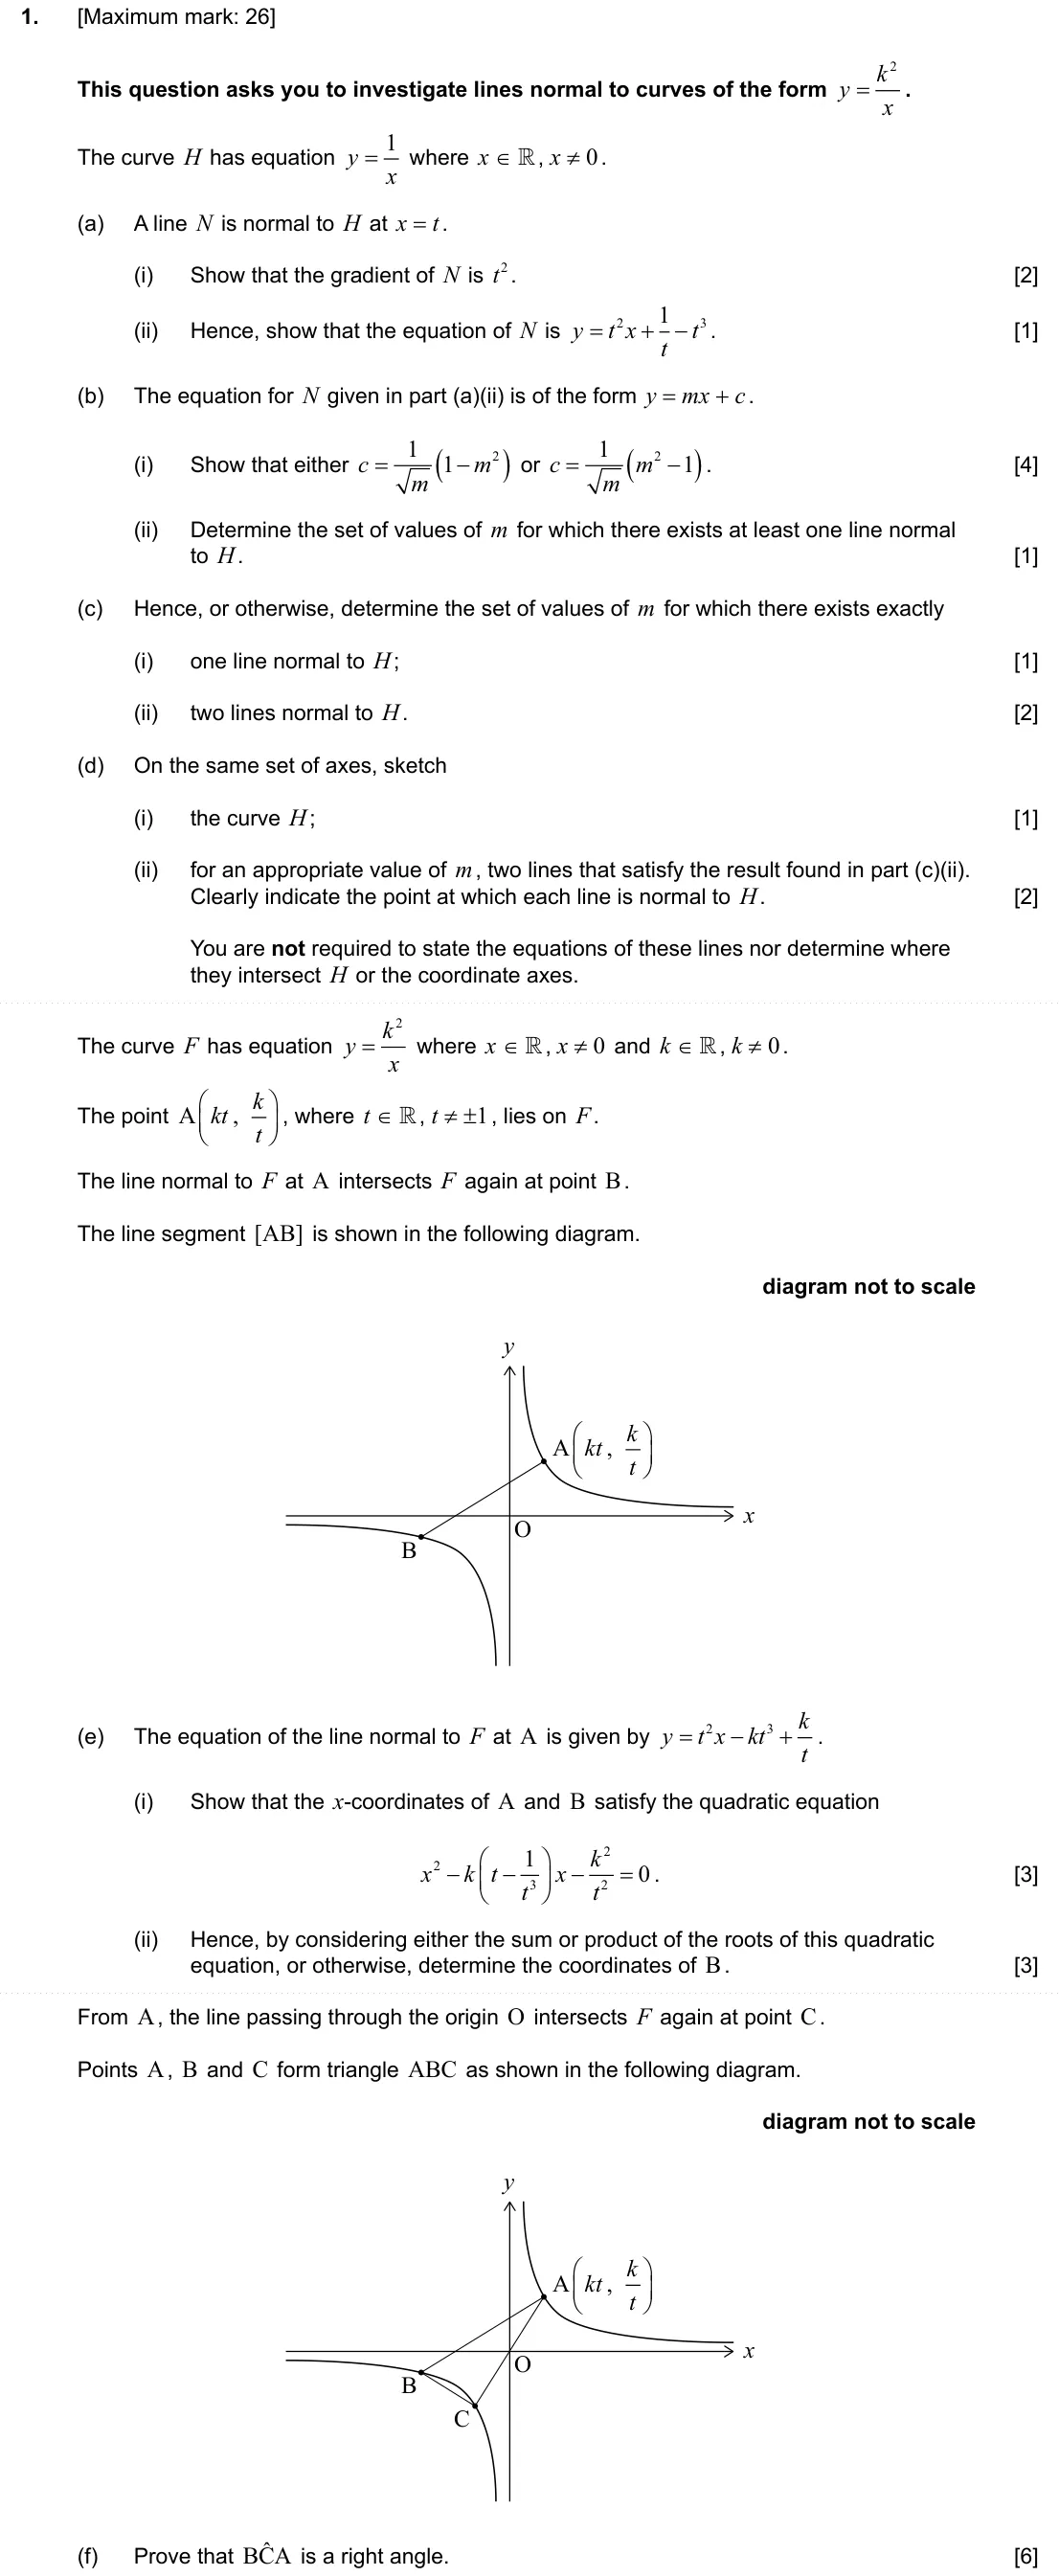 1. [Maximum mark: 26]
This question asks you to investigate lines normal to curves of the form y = k²/x .
The curve H has equation y = 1/x where x ∈ ℝ, x ≠ 0.
(a) A line N is normal to H at x = t.
(i) Show that the gradient of N is t². [2]
(ii) Hence, show that the equation of N is y = t²x + 1/t − t³. [1]
(b) The equation for N given in part (a)(ii) is of the form y = mx + c.
(i) Show that either c = 1/√m (1 − m²) or c = 1/√m (m² − 1). [4]
(ii) Determine the set of values of m for which there exists at least one line normal
to H. [1]
(c) Hence, or otherwise, determine the set of values of m for which there exists exactly
(i) one line normal to H; [1]
(ii) two lines normal to H. [2]
(d) On the same set of axes, sketch
(i) the curve H; [1]
(ii) for an appropriate value of m, two lines that satisfy the result found in part (c)(ii).
Clearly indicate the point at which each line is normal to H. [2]
You are not required to state the equations of these lines nor determine where
they intersect H or the coordinate axes.
The curve F has equation y = k²/x where x ∈ ℝ, x ≠ 0 and k ∈ ℝ, k ≠ 0.
The point A(kt, k/t), where t ∈ ℝ, t ≠ ±1, lies on F.
The line normal to F at A intersects F again at point B.
The line segment [AB] is shown in the following diagram.
diagram not to scale
y
A(kt, k/t)
x
O
B
(e) The equation of the line normal to F at A is given by y = t²x − kt³ + k/t.
(i) Show that the x-coordinates of A and B satisfy the quadratic equation
x² − k(t − 1/t³)x − k²/t² = 0. [3]
(ii) Hence, by considering either the sum or product of the roots of this quadratic
equation, or otherwise, determine the coordinates of B. [3]
From A, the line passing through the origin O intersects F again at point C.
Points A, B and C form triangle ABC as shown in the following diagram.
diagram not to scale
y
A(kt, k/t)
x
O
B
C
(f) Prove that BĈA is a right angle. [6]